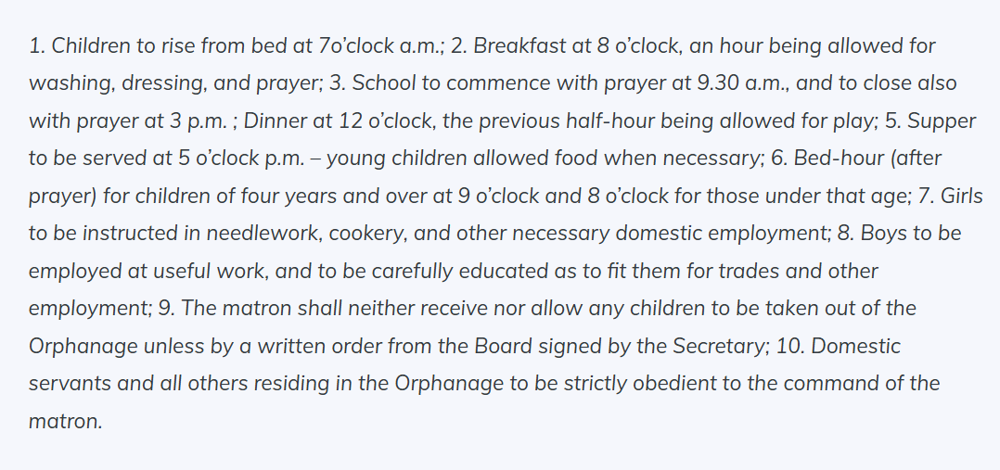 1. Children to rise from bed at 7o’clock a.m.; 2. Breakfast at 8 o’clock, an hour being allowed for
washing, dressing, and prayer; 3. School to commence with prayer at 9.30 a.m., and to close also
with prayer at 3 p.m. ; Dinner at 12 o’clock, the previous half-hour being allowed for play; 5. Supper
to be served at 5 o’clock p.m. – young children allowed food when necessary; 6. Bed-hour (after
prayer) for children of four years and over at 9 o’clock and 8 o’clock for those under that age; 7. Girls
to be instructed in needlework, cookery, and other necessary domestic employment; 8. Boys to be
employed at useful work, and to be carefully educated as to fit them for trades and other
employment; 9. The matron shall neither receive nor allow any children to be taken out of the
Orphanage unless by a written order from the Board signed by the Secretary; 10. Domestic
servants and all others residing in the Orphanage to be strictly obedient to the command of the
matron.